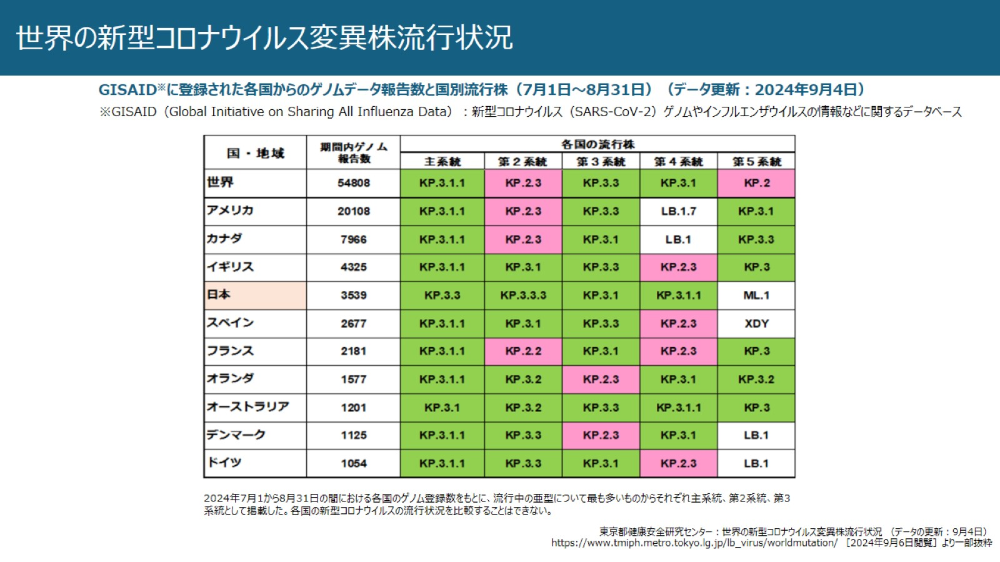 世界の新型コロナウイルス変異株流行状況
GISAID※に登録された各国からのゲノムデータ報告数と国別流行株（7月1日～8月31日）（データ更新：2024年9月4日）
※GISAID（Global Initiative on Sharing All Influenza Data）：新型コロナウイルス（SARS-CoV-2）ゲノムやインフルエンザウイルスの情報などに関するデータベース
国・地域 期間内ゲノム報告数 各国の流行株
主系統 第２系統 第３系統 第４系統 第５系統
世界 54808 KP.3.1.1 KP.2.3 KP.3.3 KP.3.1 KP.2
アメリカ 20108 KP.3.1.1 KP.2.3 KP.3.3 LB.1.7 KP.3.1
カナダ 7966 KP.3.1.1 KP.2.3 KP.3.1 LB.1 KP.3.3
イギリス 4325 KP.3.1.1 KP.3.1 KP.3.3 KP.2.3 KP.3
日本 3539 KP.3.3 KP.3.3.3 KP.3.1 KP.3.1.1 ML.1
スペイン 2677 KP.3.1.1 KP.3.1 KP.3.3 KP.2.3 XDY
フランス 2181 KP.3.1.1 KP.2.2 KP.3.1 KP.2.3 KP.3
オランダ 1577 KP.3.1.1 KP.3.2 KP.2.3 KP.3.1 KP.3.2
オーストラリア 1201 KP.3.1 KP.3.2 KP.3.3 KP.3.1.1 KP.3
デンマーク 1125 KP.3.1.1 KP.3.3 KP.2.3 KP.3.1 LB.1
ドイツ 1054 KP.3.1.1 KP.3.3 KP.3.1 KP.2.3 LB.1
2024年7月1から8月31日の間における各国のゲノム登録数をもとに、流行中の亜型について最も多いものからそれぞれ主系統、第2系統、第3
系統として掲載した。各国の新型コロナウイルスの流行状況を比較することはできない。
東京都健康安全研究センター：世界の新型コロナウイルス変異株流行状況 （データの更新：9月4日）
https://www.tmiph.metro.tokyo.lg.jp/lb_virus/worldmutation/ ［2024年9月6日閲覧］より一部抜粋